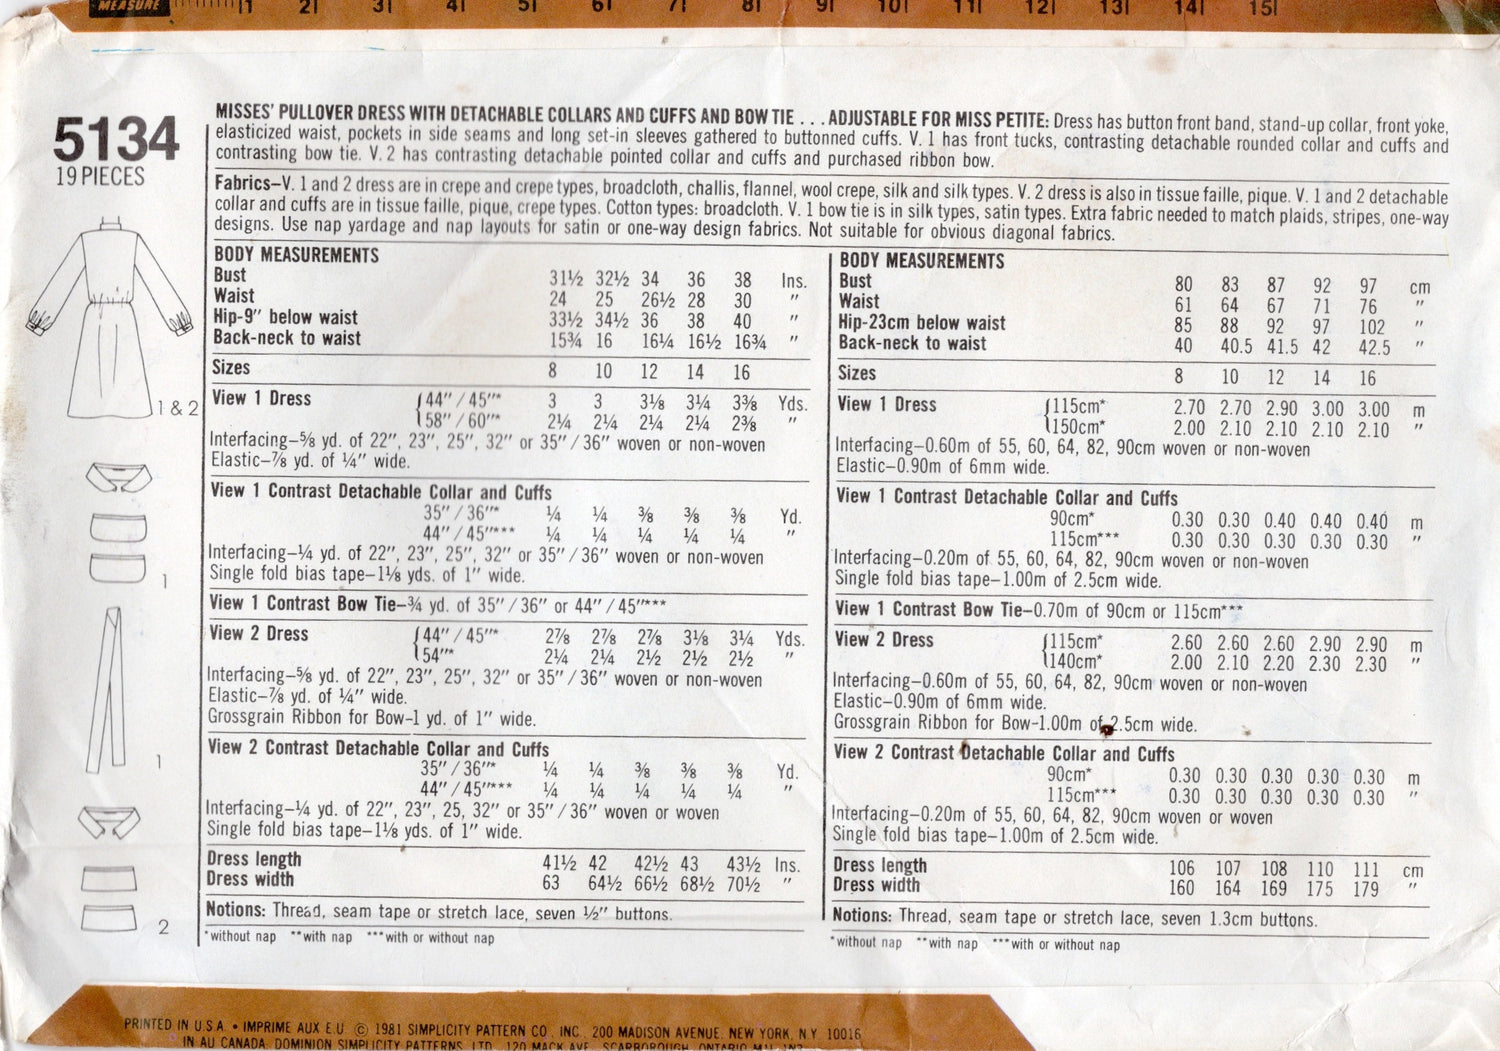 MEASURE 1 2 3 4 5 6 7 8 9 10 11 12 13 14 15
5134
19 PIECES
MISSES' PULLOVER DRESS WITH DETACHABLE COLLARS AND CUFFS AND BOW TIE . . . ADJUSTABLE FOR MISS PETITE: Dress has button front band, stand-up collar, front yoke,
elasticized waist, pockets in side seams and long set-in sleeves gathered to buttonned cuffs. V. 1 has front tucks, contrasting detachable rounded collar and cuffs and
contrasting bow tie. V. 2 has contrasting detachable pointed collar and cuffs and purchased ribbon bow.
Fabrics–V. 1 and 2 dress are in crepe and crepe types, broadcloth, challis, flannel, wool crepe, silk and silk types. V. 2 dress is also in tissue faille, pique. V. 1 and 2 detachable
collar and cuffs are in tissue faille, pique, crepe types. Cotton types: broadcloth. V. 1 bow tie is in silk types, satin types. Extra fabric needed to match plaids, stripes, one-way
designs. Use nap yardage and nap layouts for satin or one-way design fabrics. Not suitable for obvious diagonal fabrics.
BODY MEASUREMENTS
Bust 31½ 32½ 34 36 38 Ins.
Waist 24 25 26½ 28 30 "
Hip-9" below waist 33½ 34½ 36 38 40 "
Back-neck to waist 15¾ 16 16¼ 16½ 16¾ "
Sizes 8 10 12 14 16
View 1 Dress {44" / 45"* 3 3 3⅛ 3¼ 3⅜ Yds.
58" / 60"* 2¼ 2¼ 2¼ 2¼ 2⅜ "
Interfacing–⅝ yd. of 22", 23", 25", 32" or 35" / 36" woven or non-woven
Elastic–⅞ yd. of ¼" wide.
View 1 Contrast Detachable Collar and Cuffs
35" / 36"* ¼ ¼ ⅜ ⅜ ⅜ Yd.
44" / 45"*** ¼ ¼ ¼ ¼ ¼ "
Interfacing–¼ yd. of 22", 23", 25", 32" or 35" / 36" woven or non-woven
Single fold bias tape–1⅛ yds. of 1" wide.
View 1 Contrast Bow Tie–¾ yd. of 35" / 36" or 44" / 45"***
View 2 Dress {44" / 45"* 2⅞ 2⅞ 2⅞ 3⅛ 3¼ Yds.
54"* 2¼ 2¼ 2½ 2½ 2½ "
Interfacing–⅝ yd. of 22", 23", 25", 32" or 35" / 36" woven or non-woven
Elastic–⅞ yd. of ¼" wide.
Grossgrain Ribbon for Bow–1 yd. of 1" wide.
View 2 Contrast Detachable Collar and Cuffs
35" / 36"* ¼ ¼ ⅜ ⅜ ⅜ Yd.
44" / 45"*** ¼ ¼ ¼ ¼ ¼ "
Interfacing–¼ yd. of 22", 23", 25, 32" or 35" / 36" woven or woven
Single fold bias tape–1⅛ yds. of 1" wide.
Dress length 41½ 42 42½ 43 43½ Ins.
Dress width 63 64½ 66½ 68½ 70½ "
Notions: Thread, seam tape or stretch lace, seven ½" buttons.
*without nap **with nap ***with or without nap
BODY MEASUREMENTS
Bust 80 83 87 92 97 cm
Waist 61 64 67 71 76 "
Hip-23cm below waist 85 88 92 97 102 "
Back-neck to waist 40 40.5 41.5 42 42.5 "
Sizes 8 10 12 14 16
View 1 Dress {115cm* 2.70 2.70 2.90 3.00 3.00 m
150cm* 2.00 2.10 2.10 2.10 2.10 "
Interfacing–0.60m of 55, 60, 64, 82, 90cm woven or non-woven
Elastic–0.90m of 6mm wide.
View 1 Contrast Detachable Collar and Cuffs
90cm* 0.30 0.30 0.40 0.40 0.40 m
115cm*** 0.30 0.30 0.30 0.30 0.30 "
Interfacing–0.20m of 55, 60, 64, 82, 90cm woven or non-woven
Single fold bias tape–1.00m of 2.5cm wide.
View 1 Contrast Bow Tie–0.70m of 90cm or 115cm***
View 2 Dress {115cm* 2.60 2.60 2.60 2.90 2.90 m
140cm* 2.00 2.10 2.20 2.30 2.30 "
Interfacing–0.60m of 55, 60, 64, 82, 90cm woven or non-woven
Elastic–0.90m of 6mm wide.
Grossgrain Ribbon for Bow–1.00m of 2.5cm wide.
View 2 Contrast Detachable Collar and Cuffs
90cm* 0.30 0.30 0.30 0.30 0.30 m
115cm*** 0.30 0.30 0.30 0.30 0.30 "
Interfacing–0.20m of 55, 60, 64, 82, 90cm woven or woven
Single fold bias tape–1.00m of 2.5cm wide.
Dress length 106 107 108 110 111 cm
Dress width 160 164 169 175 179 "
Notions: Thread, seam tape or stretch lace, seven 1.3cm buttons.
*without nap **with nap ***with or without nap
1 & 2
1
1
2
PRINTED IN U.S.A. • IMPRIME AUX E.U. © 1981 SIMPLICITY PATTERN CO. INC. 200 MADISON AVENUE. NEW YORK, N.Y. 10016
IN AU CANADA. DOMINION SIMPLICITY PATTERNS LTD. 120 MACK AVE. SCARBOROUGH ONTARIO